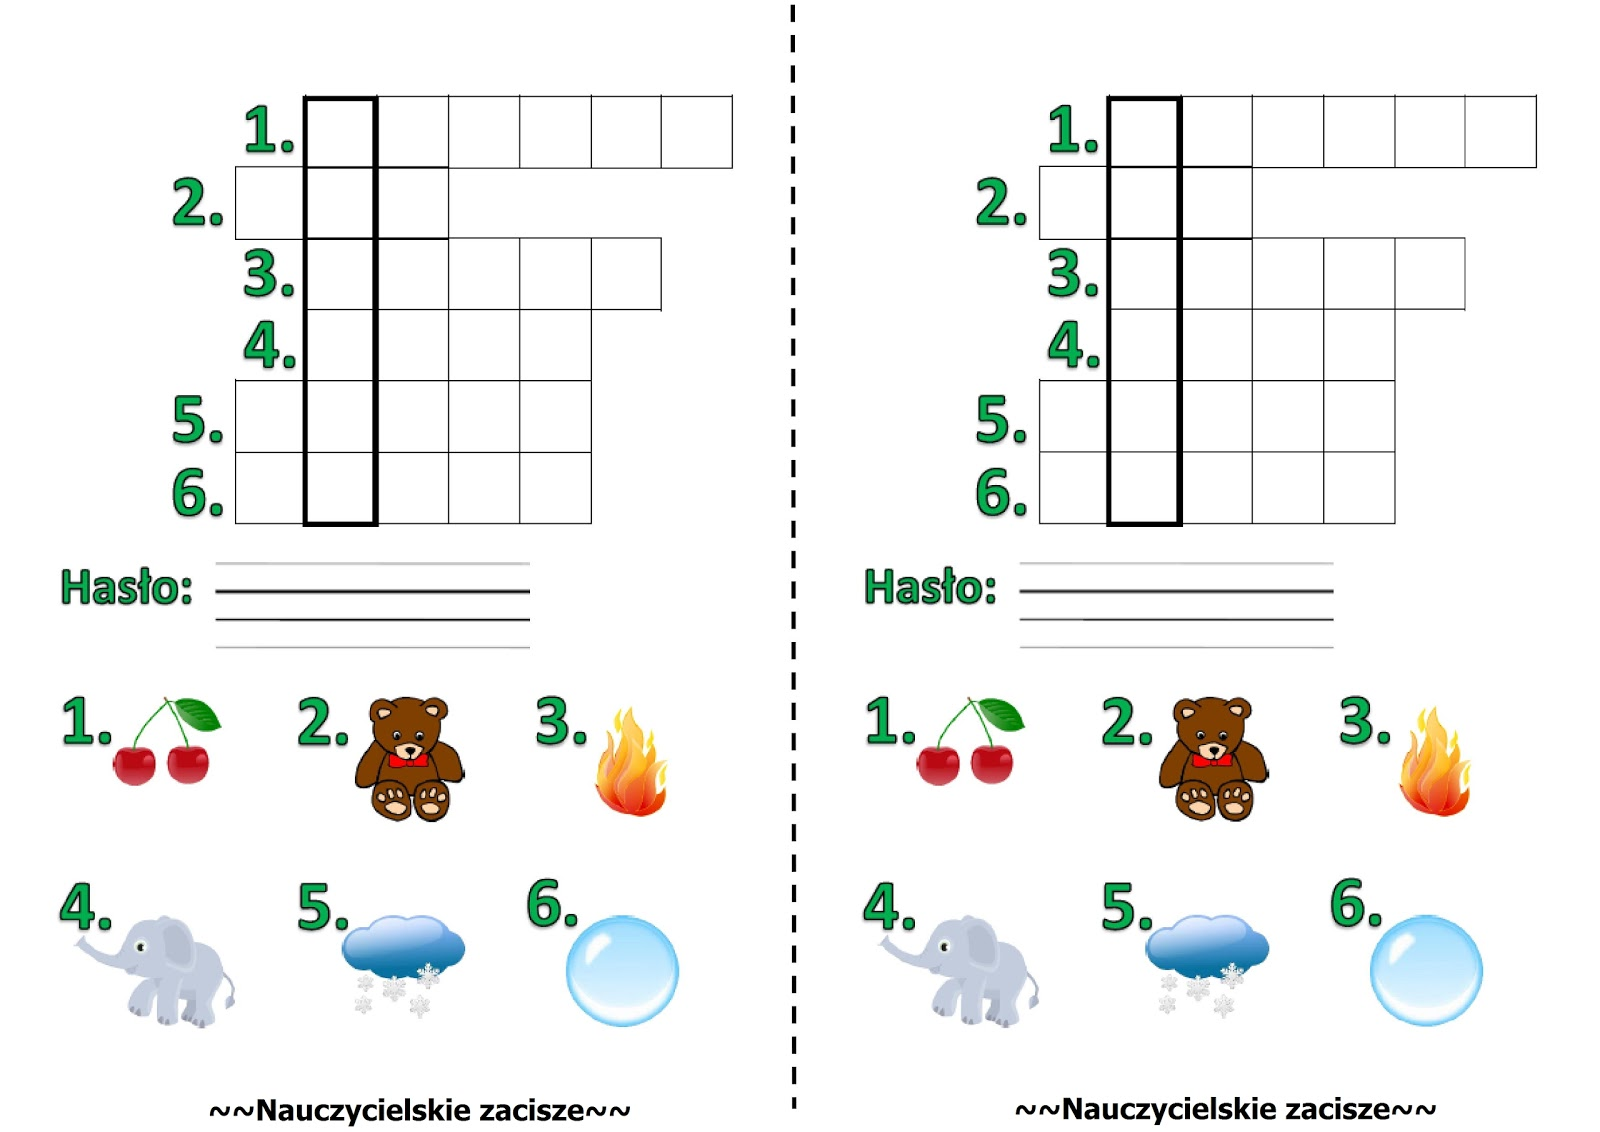 1.
2.
3.
4.
5.
6.
Hasło:
1. 2. 3.
4. 5. 6.
~~Nauczycielskie zacisze~~
1.
2.
3.
4.
5.
6.
Hasło:
1. 2. 3.
4. 5. 6.
~~Nauczycielskie zacisze~~